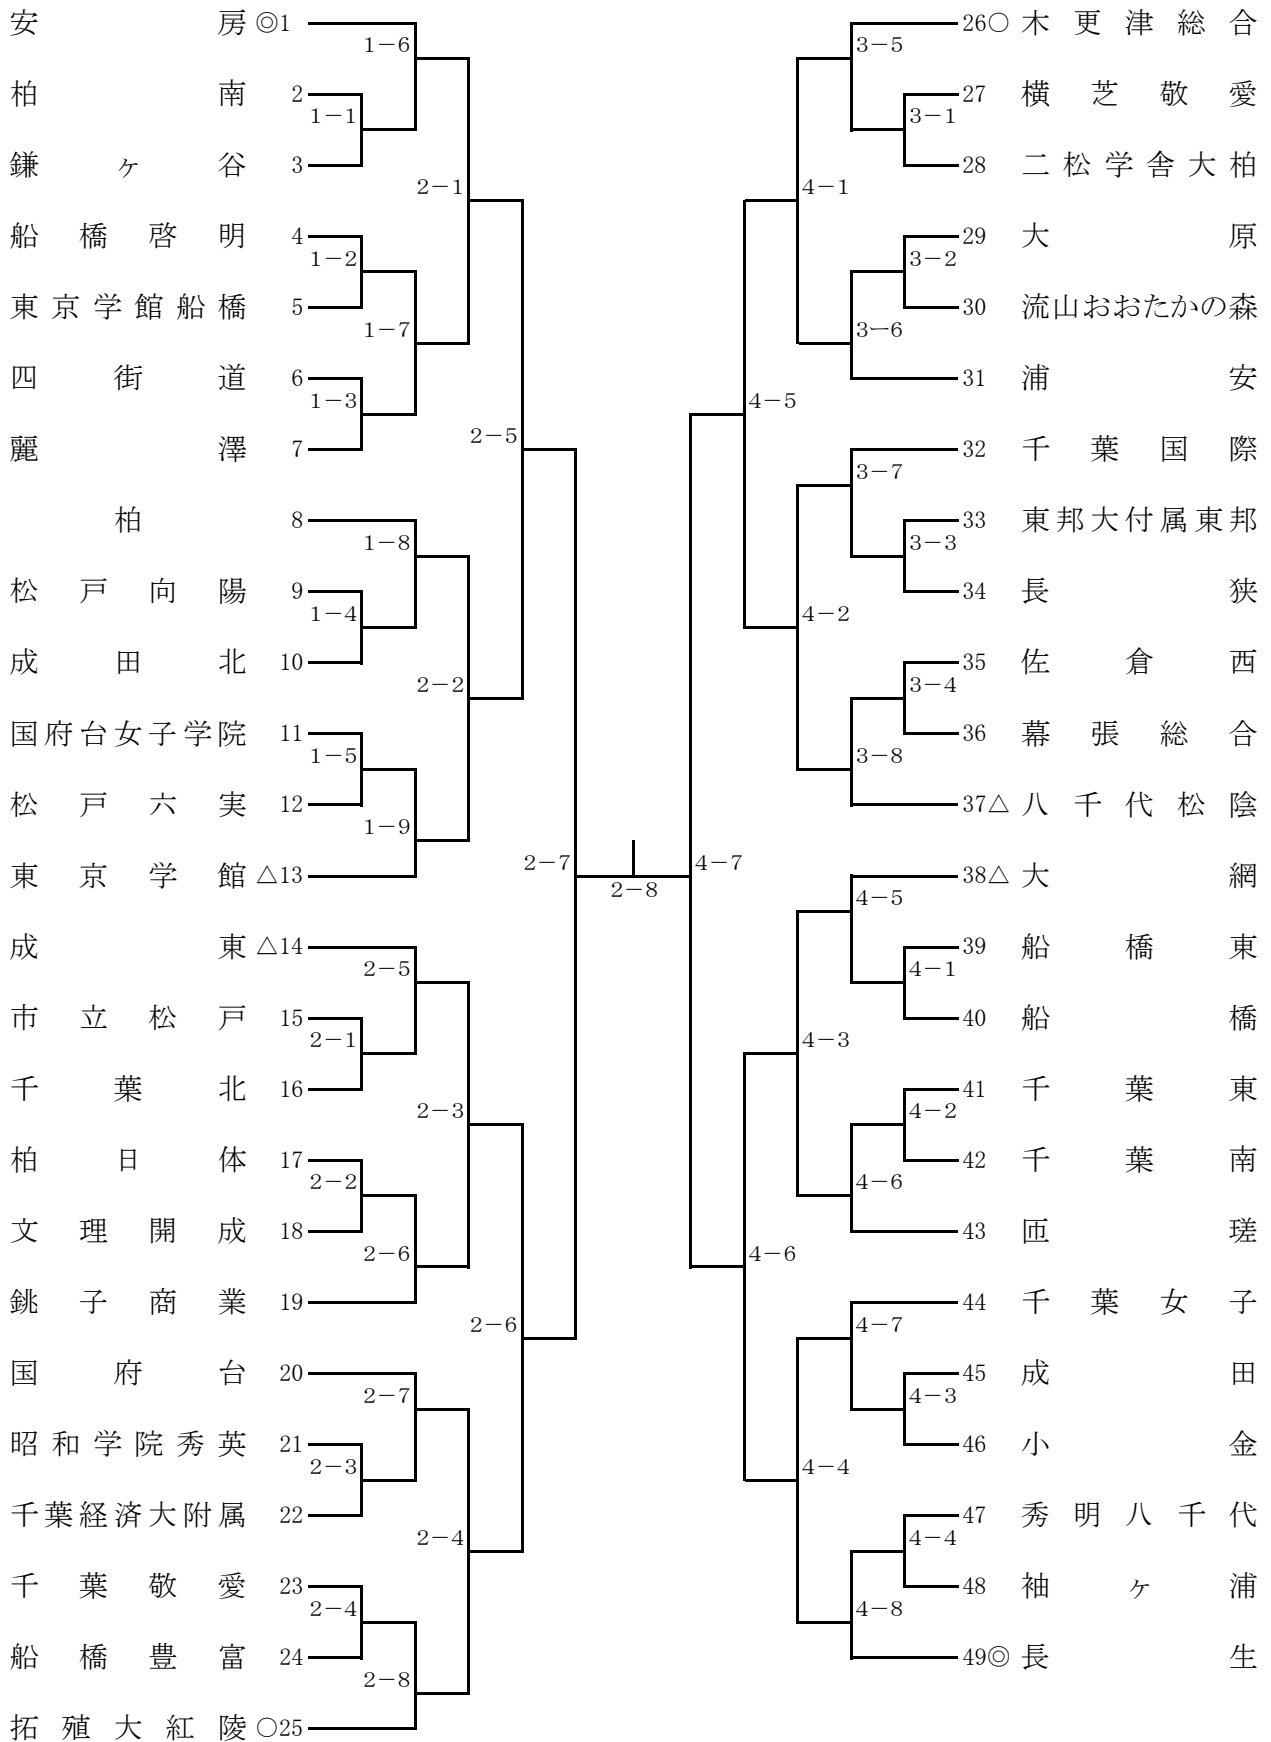 安房 ◎1
1－6
柏南 2
1－1
鎌ヶ谷 3
2－1
船橋啓明 4
1－2
東京学館船橋 5
1－7
四街道 6
1－3
麗澤 7
2－5
柏 8
1－8
松戸向陽 9
1－4
成田北 10
2－2
国府台女子学院 11
1－5
松戸六実 12
1－9
東京学館 △13
2－7
2－8
成東 △14
2－5
市立松戸 15
2－1
千葉北 16
2－3
柏日体 17
2－2
文理開成 18
2－6
銚子商業 19
2－6
国府台 20
2－7
昭和学院秀英 21
2－3
千葉経済大附属 22
2－4
千葉敬愛 23
2－4
船橋豊富 24
2－8
拓殖大紅陵 ○25
26○ 木更津総合
3－5
27 横芝敬愛
3－1
28 二松学舎大柏
4－1
29 大原
3－2
30 流山おおたかの森
3－6
31 浦安
4－5
32 千葉国際
3－7
33 東邦大付属東邦
3－3
34 長狭
4－2
35 佐倉西
3－4
36 幕張総合
3－8
37△ 八千代松陰
4－7
38△ 大網
4－5
39 船橋東
4－1
40 船橋
4－3
41 千葉東
4－2
42 千葉南
4－6
43 匝瑳
4－6
44 千葉女子
4－7
45 成田
4－3
46 小金
4－4
47 秀明八千代
4－4
48 袖ヶ浦
4－8
49◎ 長生